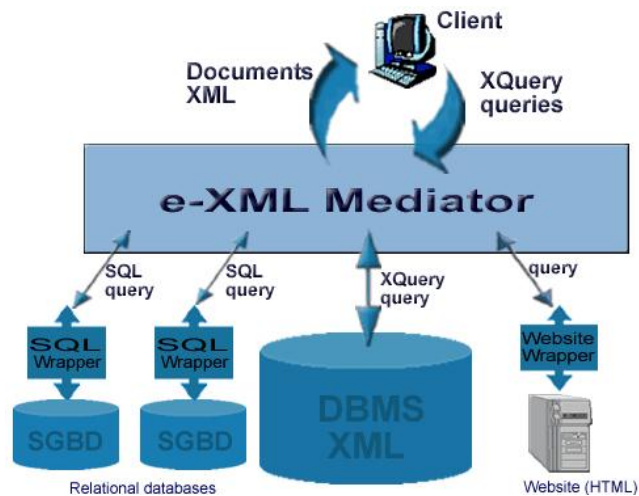 Client
Documents
XML
XQuery
queries
e-XML Mediator
SQL
query
SQL
query
XQuery
query
query
SQL
Wrapper
SQL
Wrapper
Website
Wrapper
SGBD
SGBD
DBMS
XML
Relational databases
Website (HTML)